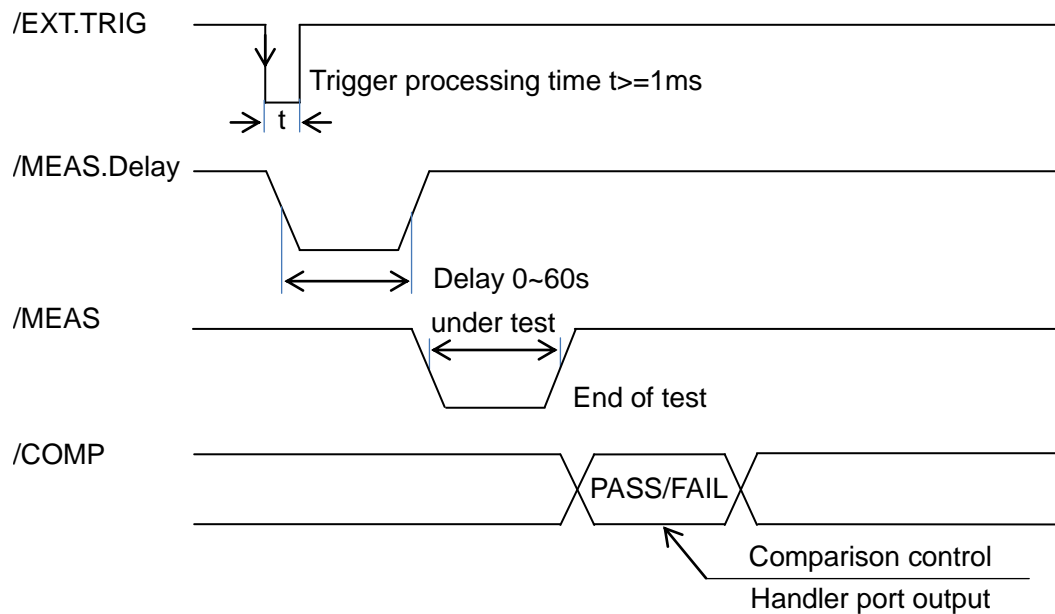 /EXT.TRIG
Trigger processing time t>=1ms
t
/MEAS.Delay
Delay 0~60s
/MEAS
under test
End of test
/COMP
PASS/FAIL
Comparison control
Handler port output